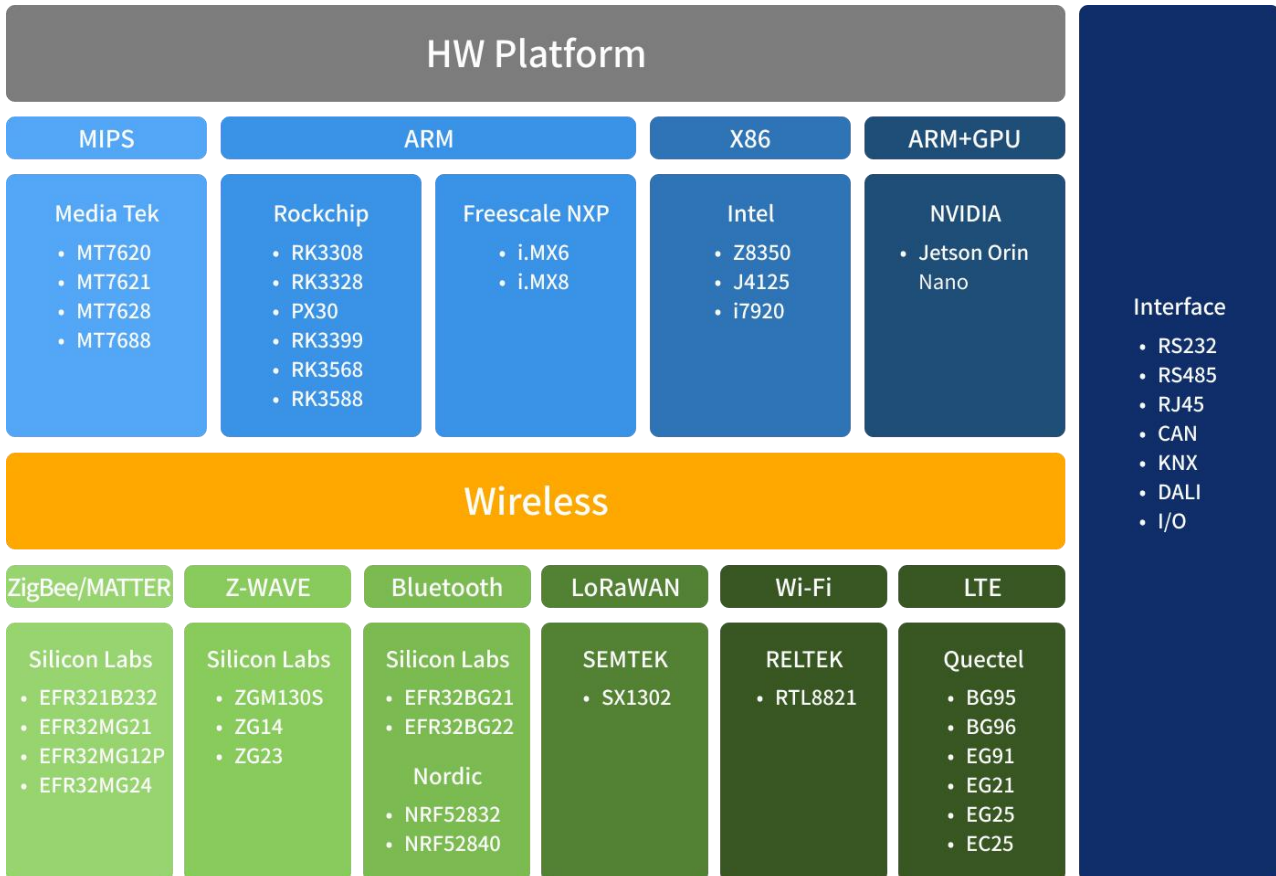 HW Platform
MIPS
ARM
X86
ARM+GPU
Media Tek
• MT7620
• MT7621
• MT7628
• MT7688
Rockchip
• RK3308
• RK3328
• PX30
• RK3399
• RK3568
• RK3588
Freescale NXP
• i.MX6
• i.MX8
Intel
• Z8350
• J4125
• i7920
NVIDIA
• Jetson Orin
Nano
Wireless
ZigBee/MATTER
Z-WAVE
Bluetooth
LoRaWAN
Wi-Fi
LTE
Silicon Labs
• EFR321B232
• EFR32MG21
• EFR32MG12P
• EFR32MG24
Silicon Labs
• ZGM130S
• ZG14
• ZG23
Silicon Labs
• EFR32BG21
• EFR32BG22
Nordic
• NRF52832
• NRF52840
SEMTEK
• SX1302
RELTEK
• RTL8821
Quectel
• BG95
• BG96
• EG91
• EG21
• EG25
• EC25
Interface
• RS232
• RS485
• RJ45
• CAN
• KNX
• DALI
• I/O